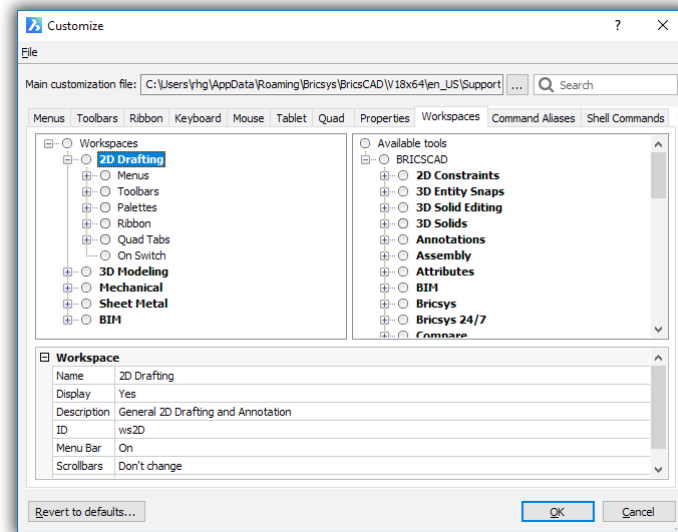 Customize
File
Main customization file: C:\Users\rhg\AppData\Roaming\Bricsys\BricsCAD\V18x64\en_US\Support ... Search
Menus Toolbars Ribbon Keyboard Mouse Tablet Quad Properties Workspaces Command Aliases Shell Commands
Workspaces
2D Drafting
Menus
Toolbars
Palettes
Ribbon
Quad Tabs
On Switch
3D Modeling
Mechanical
Sheet Metal
BIM
Available tools
BRICSCAD
2D Constraints
3D Entity Snaps
3D Solid Editing
3D Solids
Annotations
Assembly
Attributes
BIM
Bricsys
Bricsys 24/7
Compare
Workspace
Name 2D Drafting
Display Yes
Description General 2D Drafting and Annotation
ID ws2D
Menu Bar On
Scrollbars Don't change
Revert to defaults... OK Cancel